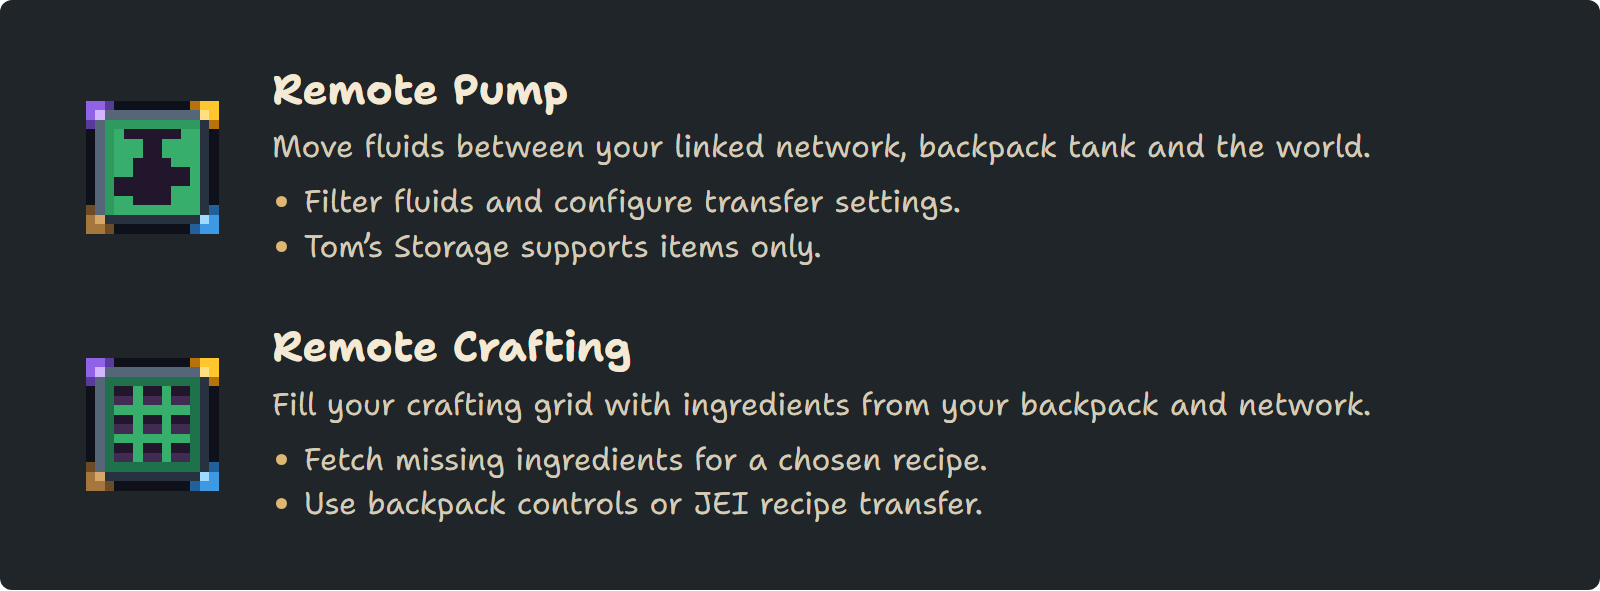 Remote Pump
Move fluids between your linked network, backpack tank and the world.
• Filter fluids and configure transfer settings.
• Tom's Storage supports items only.
Remote Crafting
Fill your crafting grid with ingredients from your backpack and network.
• Fetch missing ingredients for a chosen recipe.
• Use backpack controls or JEI recipe transfer.